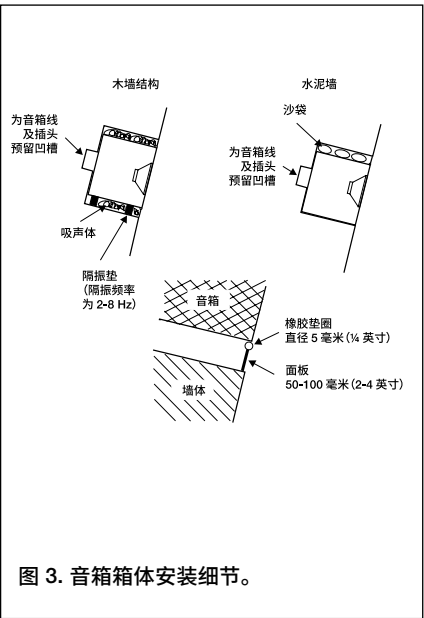 木墙结构
为音箱线
及插头
预留凹槽
吸声体
隔振垫
(隔振频率
为 2-8 Hz)
水泥墙
沙袋
为音箱线
及插头
预留凹槽
音箱
橡胶垫圈
直径 5 毫米 (¼ 英寸)
面板
50-100 毫米 (2-4 英寸)
墙体
图 3. 音箱箱体安装细节。